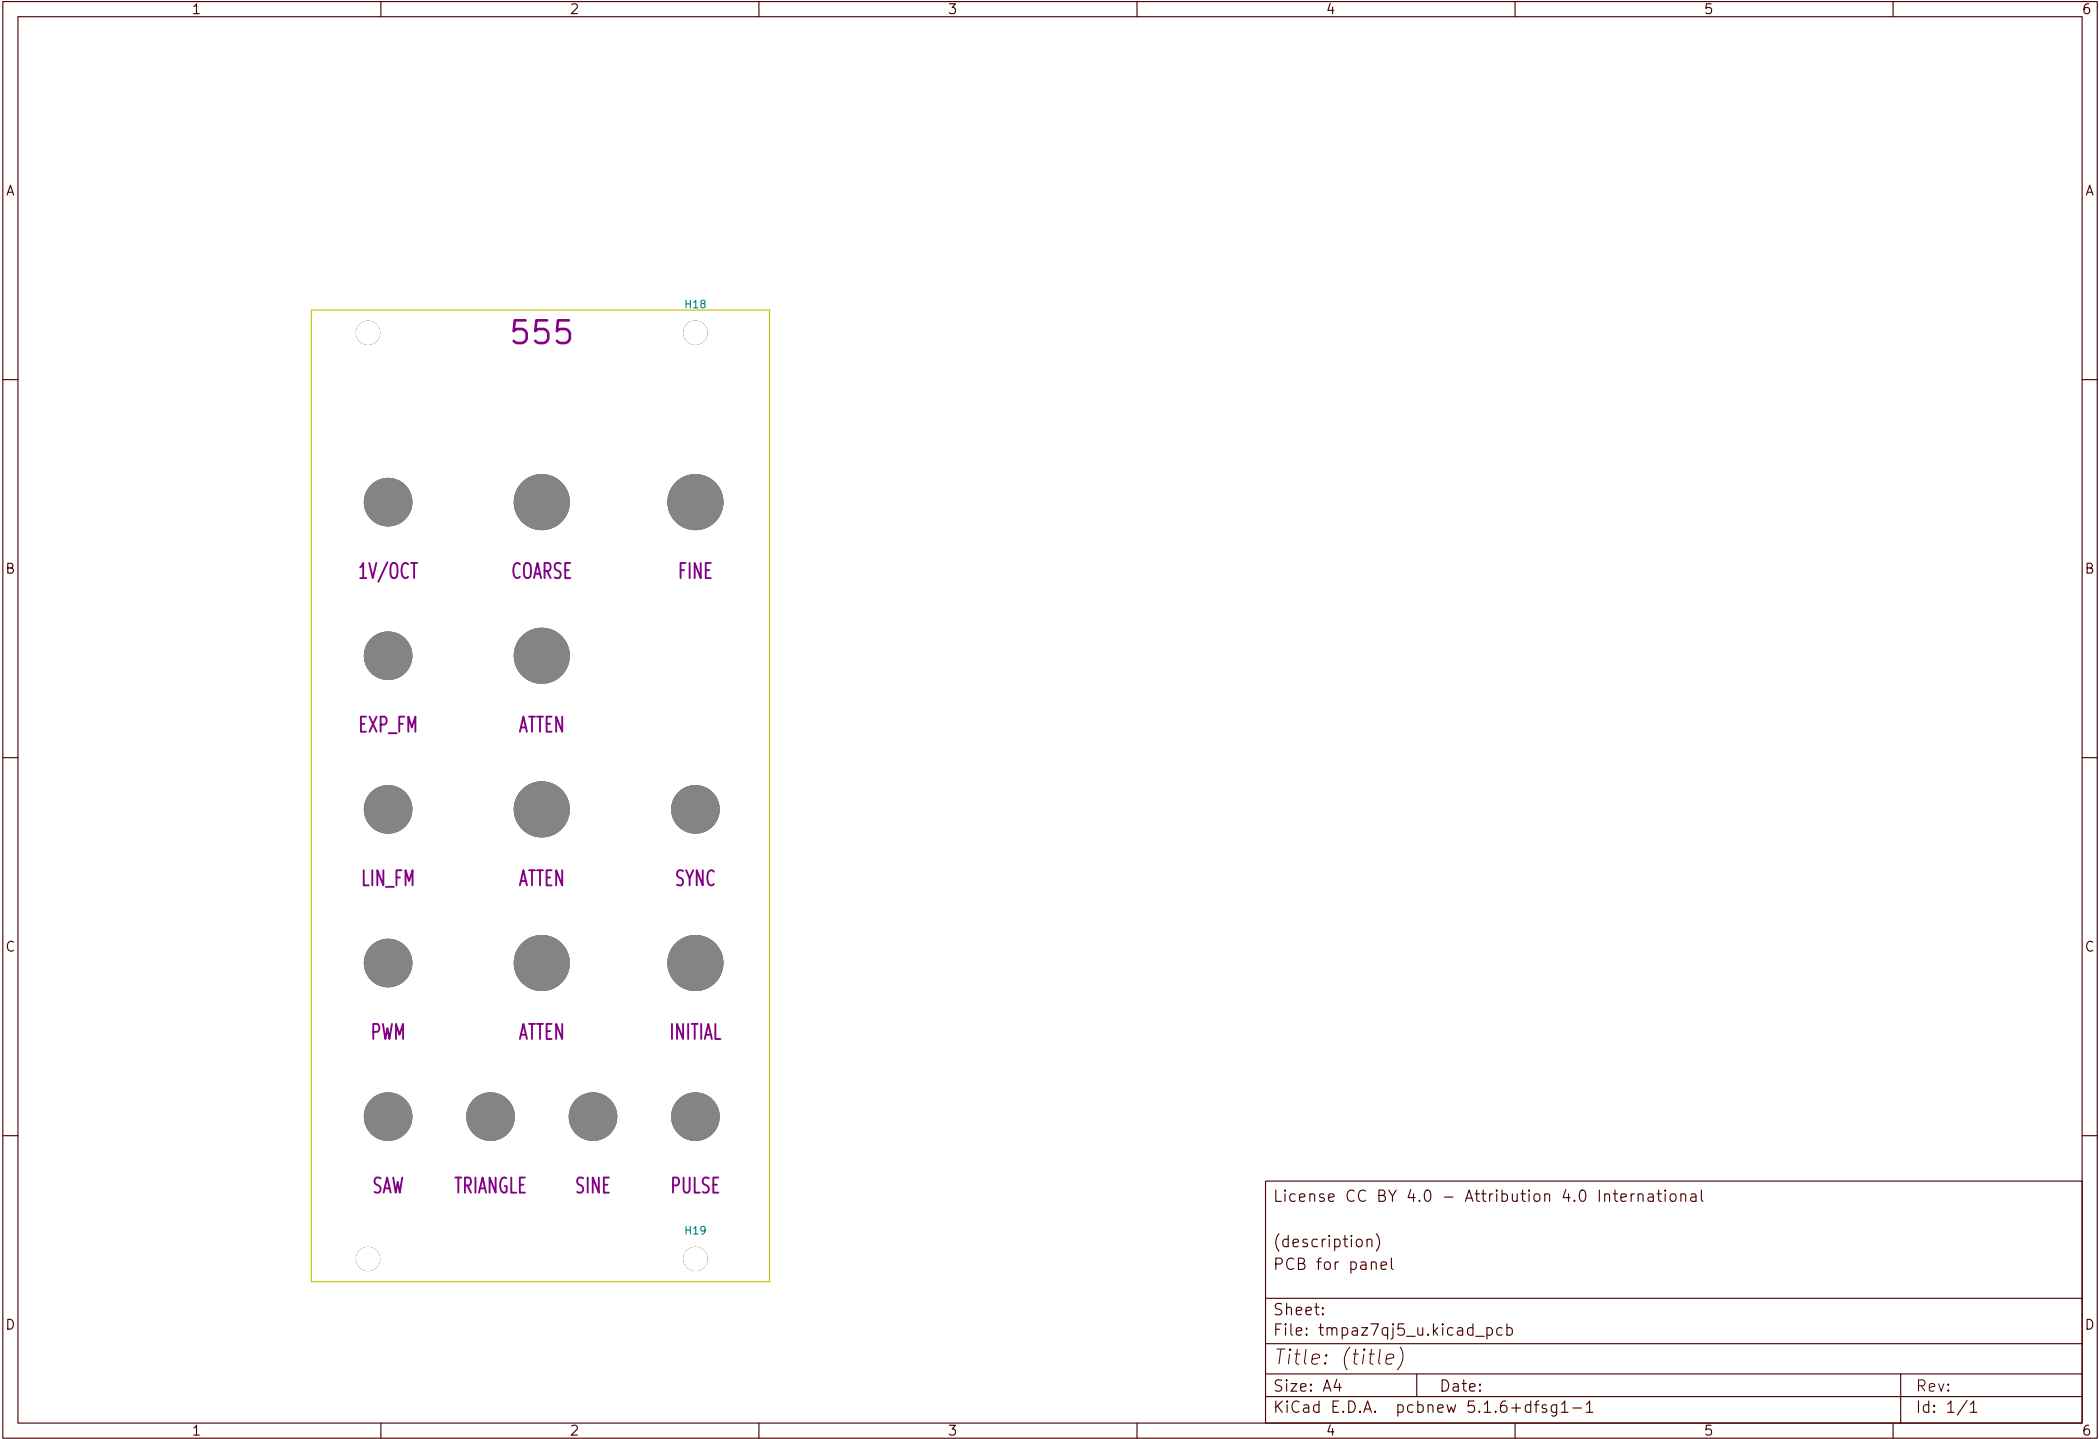 1 2 3 4 5 6
A A
H18
555
1V/OCT COARSE FINE
B B
EXP_FM ATTEN
LIN_FM ATTEN SYNC
C C
PWM ATTEN INITIAL
SAW TRIANGLE SINE PULSE
H19
License CC BY 4.0 - Attribution 4.0 International
(description)
PCB for panel
Sheet:
D D
File: tmpaz7qj5_u.kicad_pcb
Title: (title)
Size: A4 Date: Rev:
KiCad E.D.A. pcbnew 5.1.6+dfsg1-1 Id: 1/1
1 2 3 4 5 6